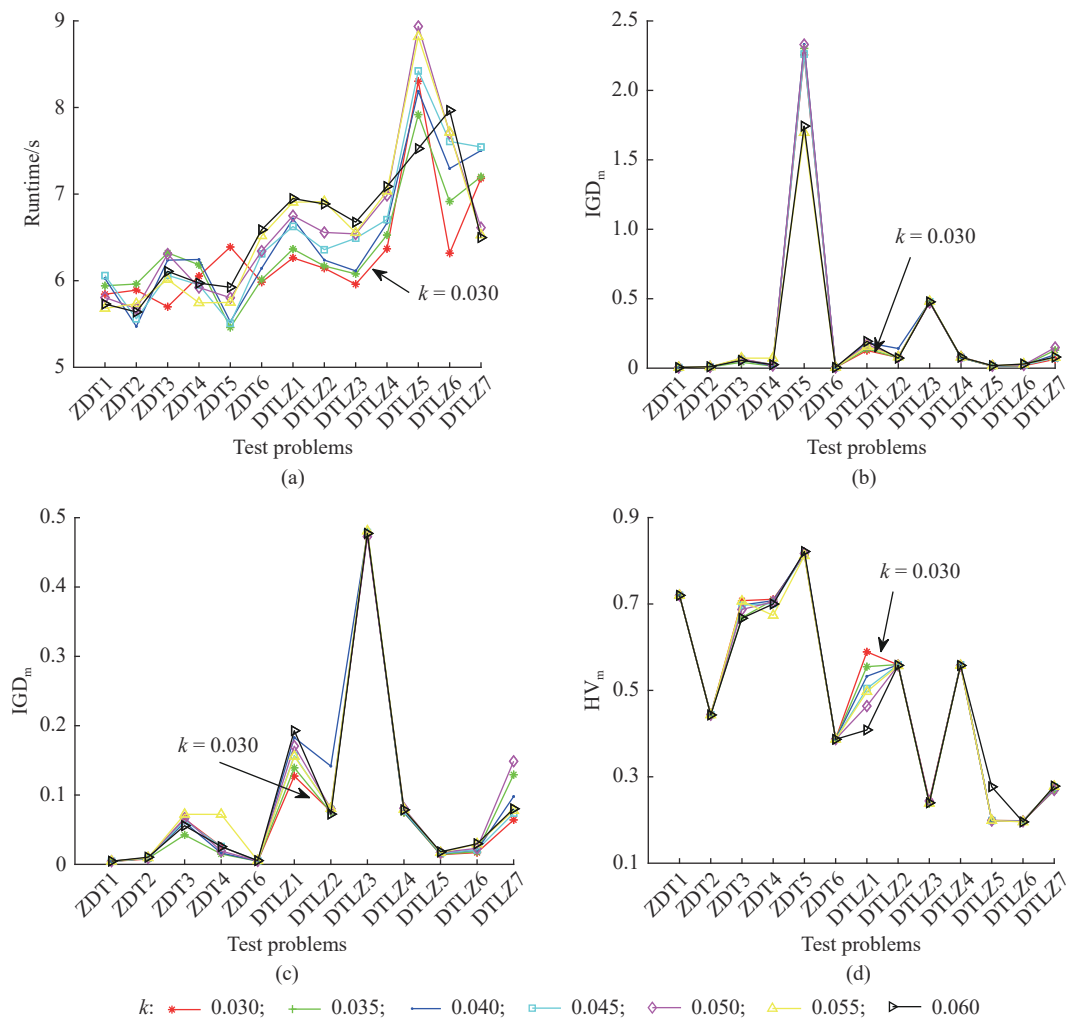 9
8
7
6
5
Runtime/s
k = 0.030
ZDT1 ZDT2 ZDT3 ZDT4 ZDT5 ZDT6 DTLZ1 DTLZ2 DTLZ3 DTLZ4 DTLZ5 DTLZ6 DTLZ7
Test problems
(a)
2.5
2.0
1.5
1.0
0.5
0
IGDm
k = 0.030
ZDT1 ZDT2 ZDT3 ZDT4 ZDT5 ZDT6 DTLZ1 DTLZ2 DTLZ3 DTLZ4 DTLZ5 DTLZ6 DTLZ7
Test problems
(b)
0.5
0.4
0.3
0.2
0.1
0
IGDm
k = 0.030
ZDT1 ZDT2 ZDT3 ZDT4 ZDT6 DTLZ1 DTLZ2 DTLZ3 DTLZ4 DTLZ5 DTLZ6 DTLZ7
Test problems
(c)
0.9
0.7
0.5
0.3
0.1
HVm
k = 0.030
ZDT1 ZDT2 ZDT3 ZDT4 ZDT5 ZDT6 DTLZ1 DTLZ2 DTLZ3 DTLZ4 DTLZ5 DTLZ6 DTLZ7
Test problems
(d)
k: 0.030; 0.035; 0.040; 0.045; 0.050; 0.055; 0.060